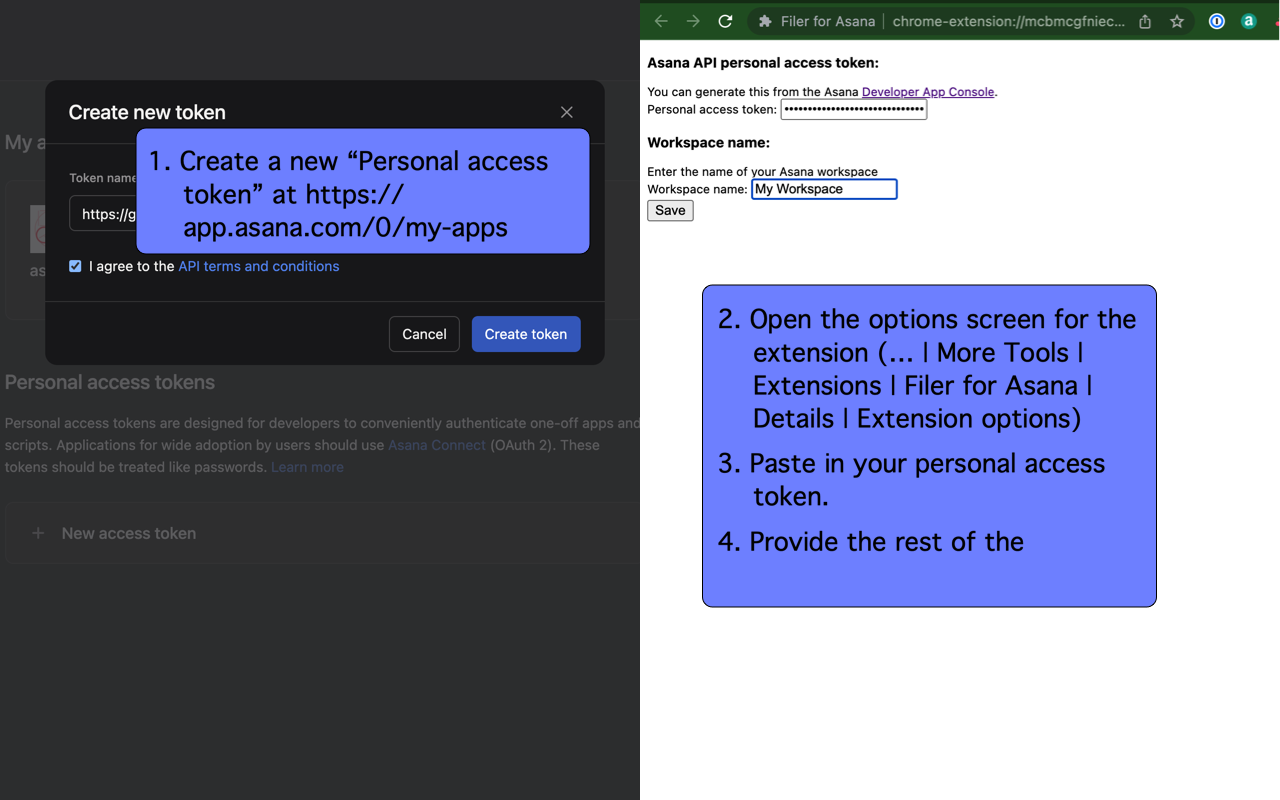 Create new token
My a
Token name
https://g
1. Create a new “Personal access
token” at https://
app.asana.com/0/my-apps
as
I agree to the API terms and conditions
Cancel
Create token
Personal access tokens
Personal access tokens are designed for developers to conveniently authenticate one-off apps and
scripts. Applications for wide adoption by users should use Asana Connect (OAuth 2). These
tokens should be treated like passwords. Learn more
+ New access token
Filer for Asana | chrome-extension://mcbmcgfniec...
a
Asana API personal access token:
You can generate this from the Asana Developer App Console.
Personal access token: ••••••••••••••••••••••••••••••
Workspace name:
Enter the name of your Asana workspace
Workspace name: My Workspace
Save
2. Open the options screen for the
extension (... | More Tools |
Extensions | Filer for Asana |
Details | Extension options)
3. Paste in your personal access
token.
4. Provide the rest of the